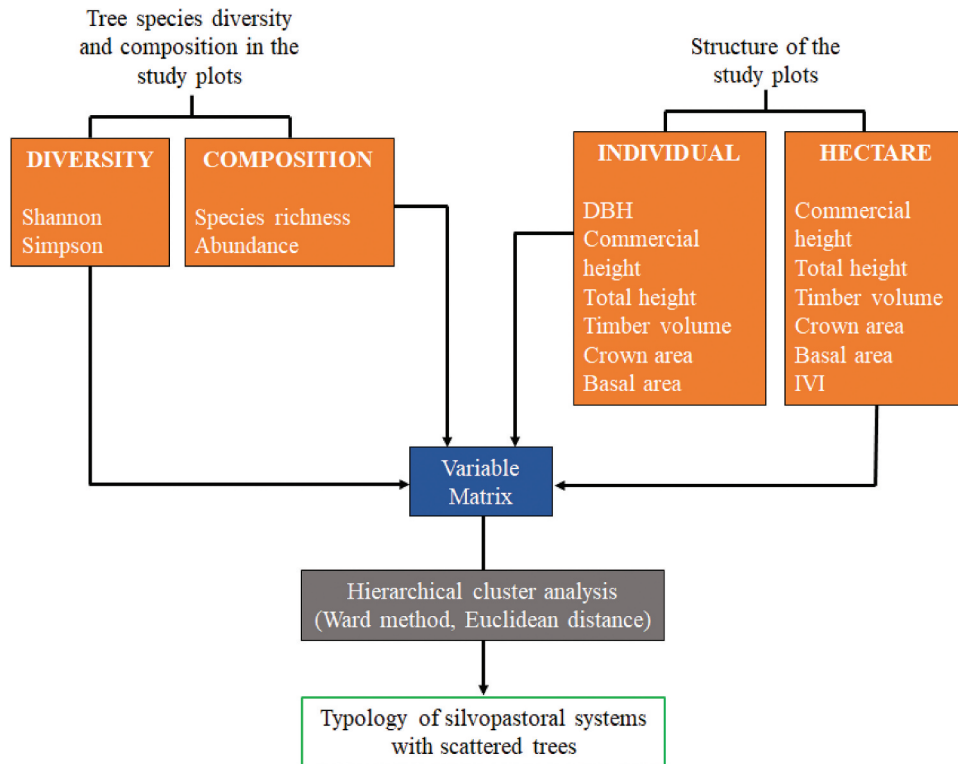 Tree species diversity
and composition in the
study plots
Structure of the
study plots
DIVERSITY
Shannon
Simpson
COMPOSITION
Species richness
Abundance
INDIVIDUAL
DBH
Commercial
height
Total height
Timber volume
Crown area
Basal area
HECTARE
Commercial
height
Total height
Timber volume
Crown area
Basal area
IVI
Variable
Matrix
Hierarchical cluster analysis
(Ward method, Euclidean distance)
Typology of silvopastoral systems
with scattered trees